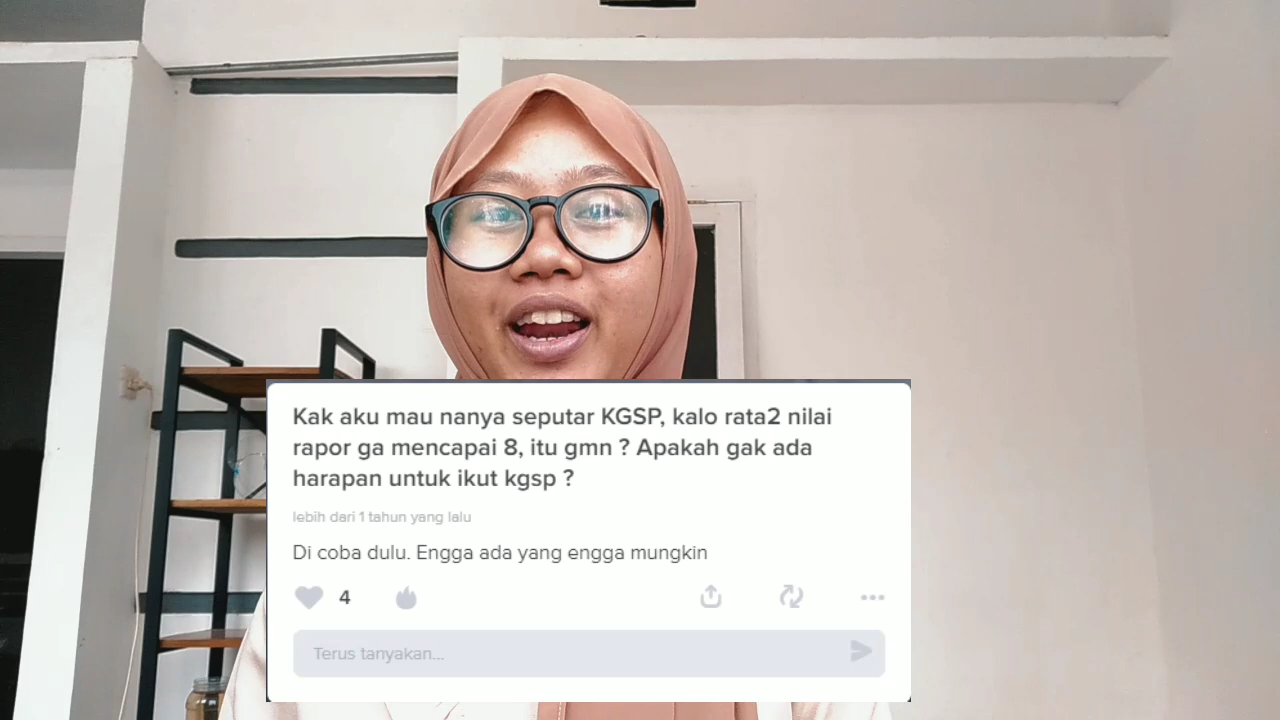 Kak aku mau nanya seputar KGSP, kalo rata2 nilai
rapor ga mencapai 8, itu gmn ? Apakah gak ada
harapan untuk ikut kgsp ?
lebih dari 1 tahun yang lalu
Di coba dulu. Engga ada yang engga mungkin
4
Terus tanyakan...